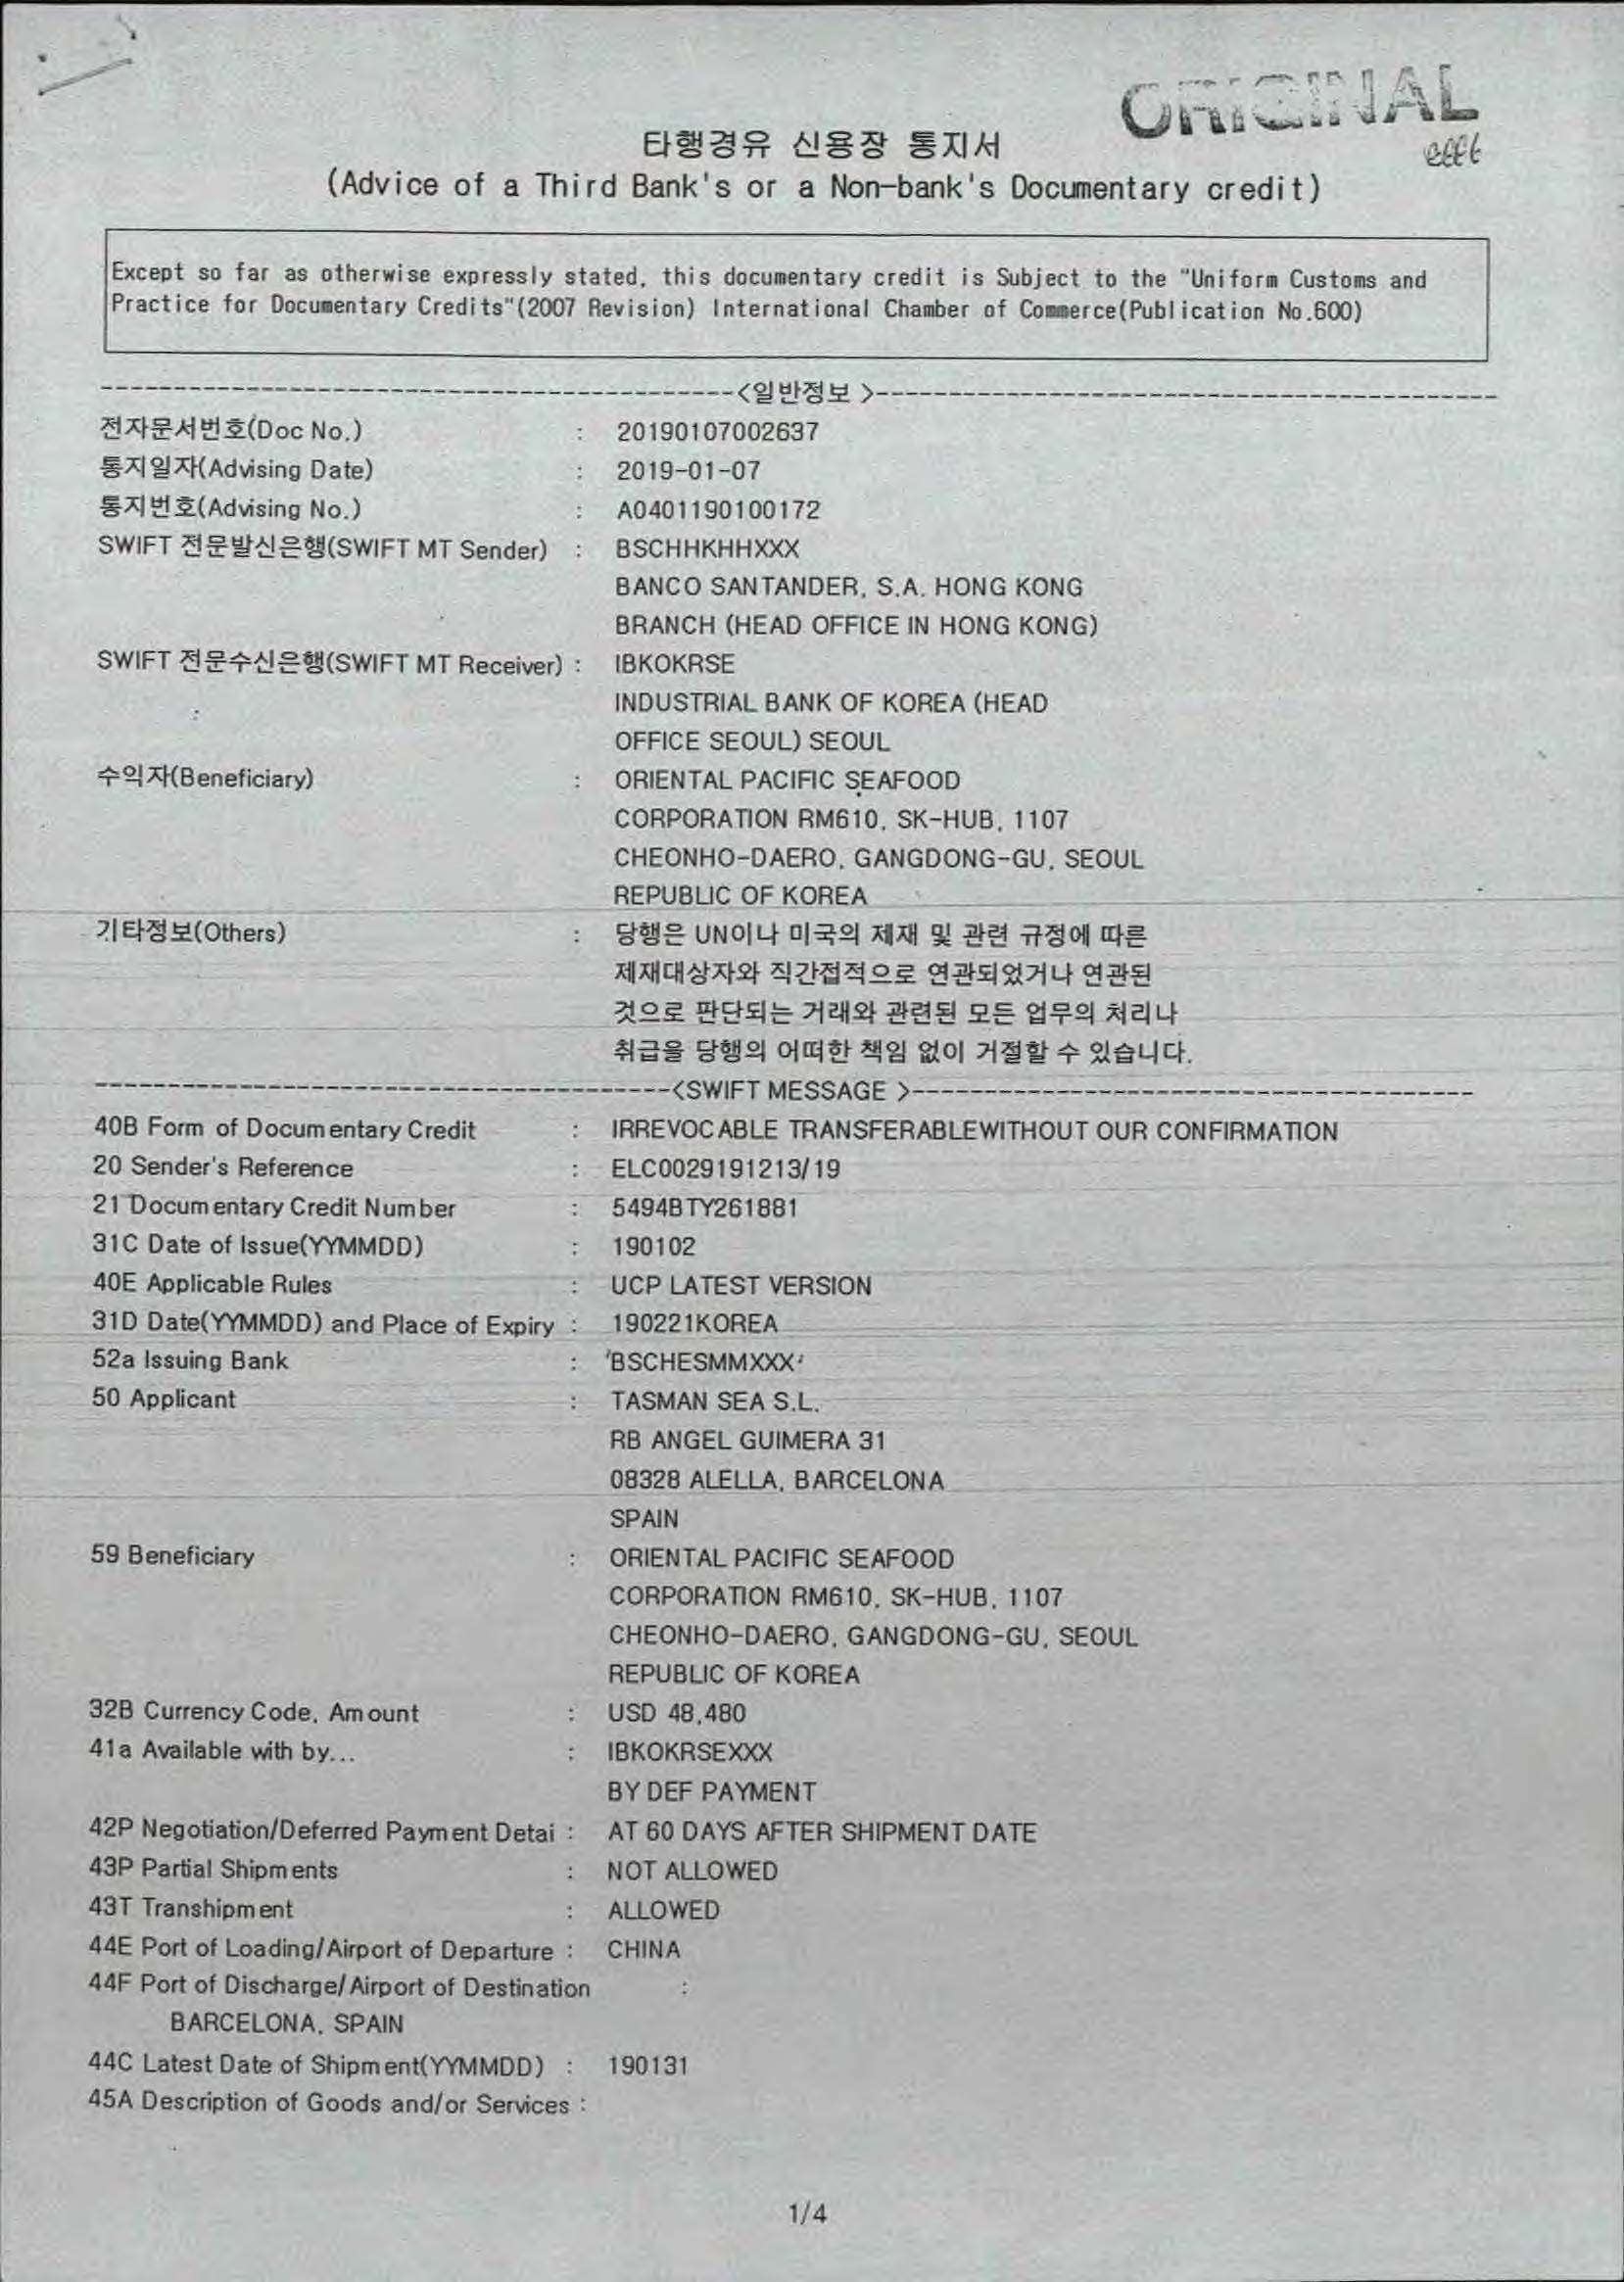 ORIGINAL
타행경유 신용장 통지서
(Advice of a Third Bank's or a Non-bank's Documentary credit)
Except so far as otherwise expressly stated, this documentary credit is Subject to the "Uniform Customs and
Practice for Documentary Credits"(2007 Revision) International Chamber of Commerce(Publication No.600)
<일반정보 >
전자문서번호(Doc No.) : 20190107002637
통지일자(Advising Date) : 2019-01-07
통지번호(Advising No.) : A0401190100172
SWIFT 전문발신은행(SWIFT MT Sender) : BSCHHKHHXXX
BANCO SANTANDER, S.A. HONG KONG
BRANCH (HEAD OFFICE IN HONG KONG)
SWIFT 전문수신은행(SWIFT MT Receiver) : IBKOKRSE
INDUSTRIAL BANK OF KOREA (HEAD
OFFICE SEOUL) SEOUL
수익자(Beneficiary) : ORIENTAL PACIFIC SEAFOOD
CORPORATION RM610, SK-HUB, 1107
CHEONHO-DAERO, GANGDONG-GU, SEOUL
REPUBLIC OF KOREA
기타정보(Others) : 당행은 UN이나 미국의 제재 및 관련 규정에 따른
제재대상자와 직간접적으로 연관되었거나 연관된
것으로 판단되는 거래와 관련된 모든 업무의 처리나
취급을 당행의 어떠한 책임 없이 거절할 수 있습니다.
<SWIFT MESSAGE >
40B Form of Documentary Credit : IRREVOCABLE TRANSFERABLEWITHOUT OUR CONFIRMATION
20 Sender's Reference : ELC0029191213/19
21 Documentary Credit Number : 5494BTY261881
31C Date of Issue(YYMMDD) : 190102
40E Applicable Rules : UCP LATEST VERSION
31D Date(YYMMDD) and Place of Expiry : 190221KOREA
52a Issuing Bank : 'BSCHESMMXXX'
50 Applicant : TASMAN SEA S.L.
RB ANGEL GUIMERA 31
08328 ALELLA, BARCELONA
SPAIN
59 Beneficiary : ORIENTAL PACIFIC SEAFOOD
CORPORATION RM610, SK-HUB, 1107
CHEONHO-DAERO, GANGDONG-GU, SEOUL
REPUBLIC OF KOREA
32B Currency Code, Amount : USD 48,480
41a Available with by... : IBKOKRSEXXX
BY DEF PAYMENT
42P Negotiation/Deferred Payment Detai : AT 60 DAYS AFTER SHIPMENT DATE
43P Partial Shipments : NOT ALLOWED
43T Transhipment : ALLOWED
44E Port of Loading/Airport of Departure : CHINA
44F Port of Discharge/Airport of Destination :
BARCELONA, SPAIN
44C Latest Date of Shipment(YYMMDD) : 190131
45A Description of Goods and/or Services :
1/4